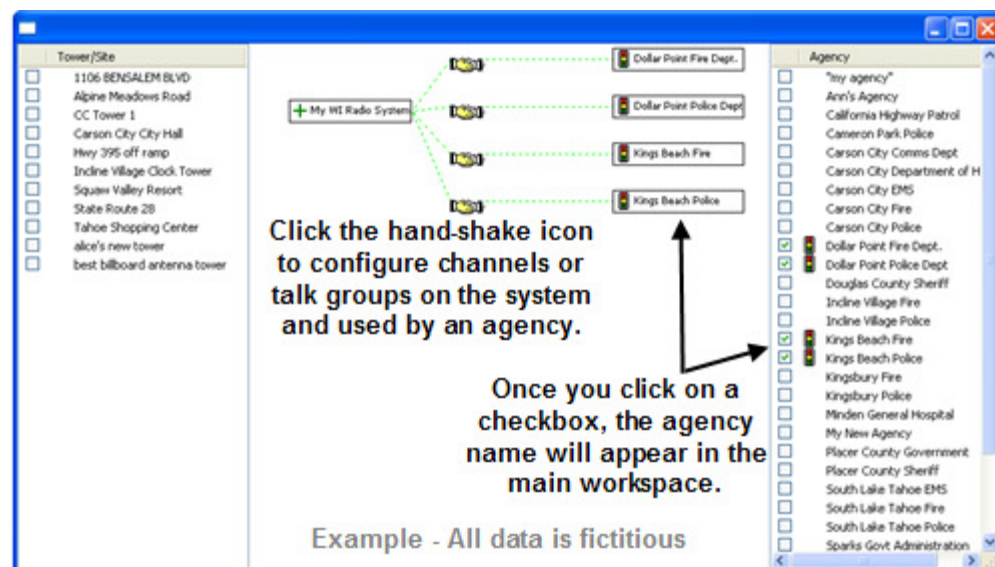 Tower/Site
1106 BENSALEM BLVD
Alpine Meadows Road
CC Tower 1
Carson City City Hall
Hwy 395 off ramp
Incline Village Clock Tower
Squaw Valley Resort
State Route 28
Tahoe Shopping Center
alice's new tower
best billboard antenna tower
My WI Radio System
Dollar Point Fire Dept.
Dollar Point Police Dept
Kings Beach Fire
Kings Beach Police
Click the hand-shake icon
to configure channels or
talk groups on the system
and used by an agency.
Once you click on a
checkbox, the agency
name will appear in the
main workspace.
Example - All data is fictitious
Agency
"my agency"
Ann's Agency
California Highway Patrol
Cameron Park Police
Carson City Comms Dept
Carson City Department of H
Carson City EMS
Carson City Fire
Carson City Police
Dollar Point Fire Dept.
Dollar Point Police Dept
Douglas County Sheriff
Incline Village Fire
Incline Village Police
Kings Beach Fire
Kings Beach Police
Kingsbury Fire
Kingsbury Police
Minden General Hospital
My New Agency
Placer County Government
Placer County Sheriff
South Lake Tahoe EMS
South Lake Tahoe Fire
South Lake Tahoe Police
Sparks Govt Administration